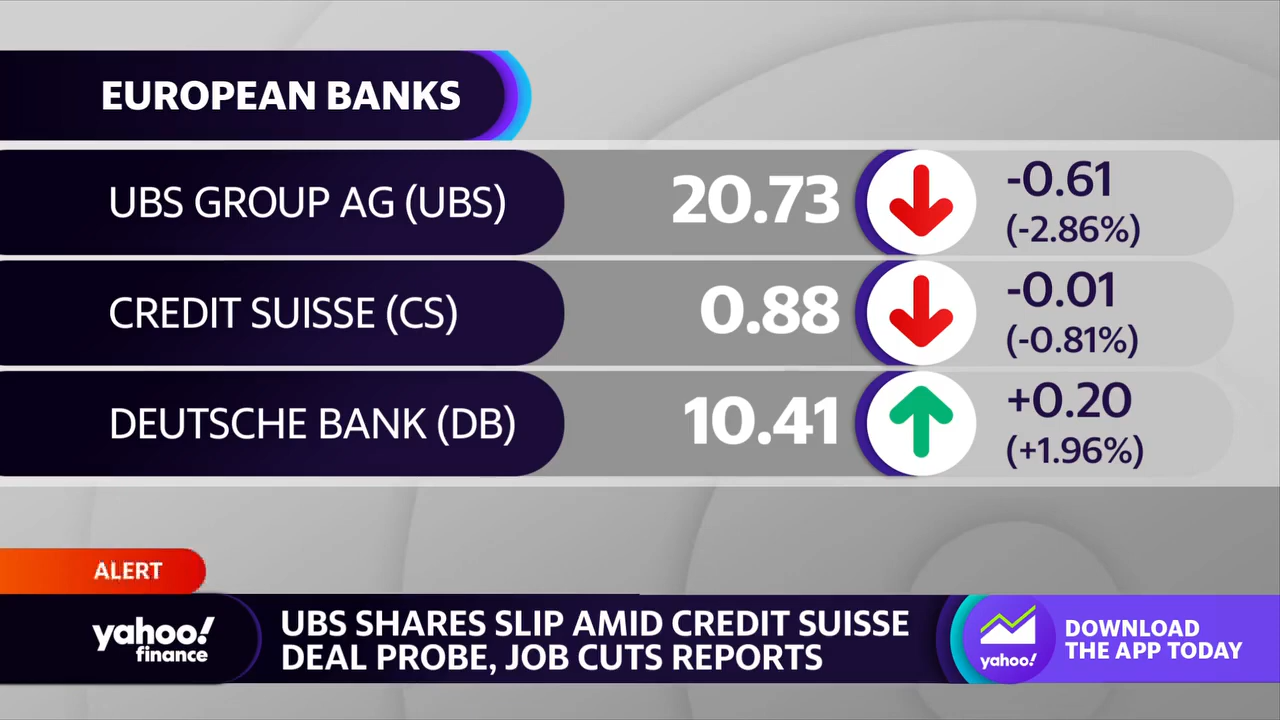 EUROPEAN BANKS
UBS GROUP AG (UBS) 20.73 -0.61 (-2.86%)
CREDIT SUISSE (CS) 0.88 -0.01 (-0.81%)
DEUTSCHE BANK (DB) 10.41 +0.20 (+1.96%)
ALERT
yahoo!
finance
UBS SHARES SLIP AMID CREDIT SUISSE
DEAL PROBE, JOB CUTS REPORTS
yahoo!
DOWNLOAD
THE APP TODAY